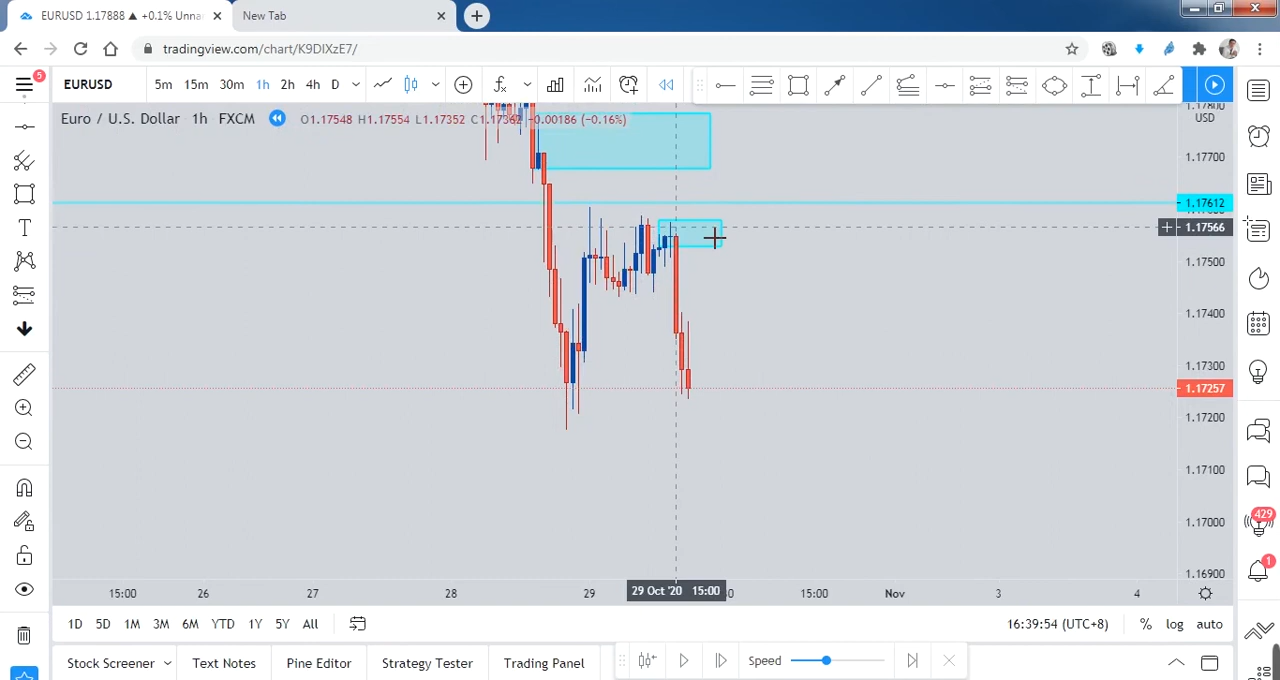 EURUSD 1.17888 ▲ +0.1% Unna
New Tab
tradingview.com/chart/K9DIXzE7/
5
EURUSD
5m 15m 30m 1h 2h 4h D
Euro / U.S. Dollar 1h FXCM O1.17548 H1.17554 L1.17352 C1.17362 -0.00186 (-0.16%)
1.17800
USD
1.17700
1.17612
1.17566
1.17500
1.17400
1.17300
1.17257
1.17200
1.17100
1.17000
1.16900
429
1
15:00 26 27 28 29 29 Oct '20 15:00 15:00 Nov 3 4
1D 5D 1M 3M 6M YTD 1Y 5Y All 16:39:54 (UTC+8) % log auto
Stock Screener Text Notes Pine Editor Strategy Tester Trading Panel Speed